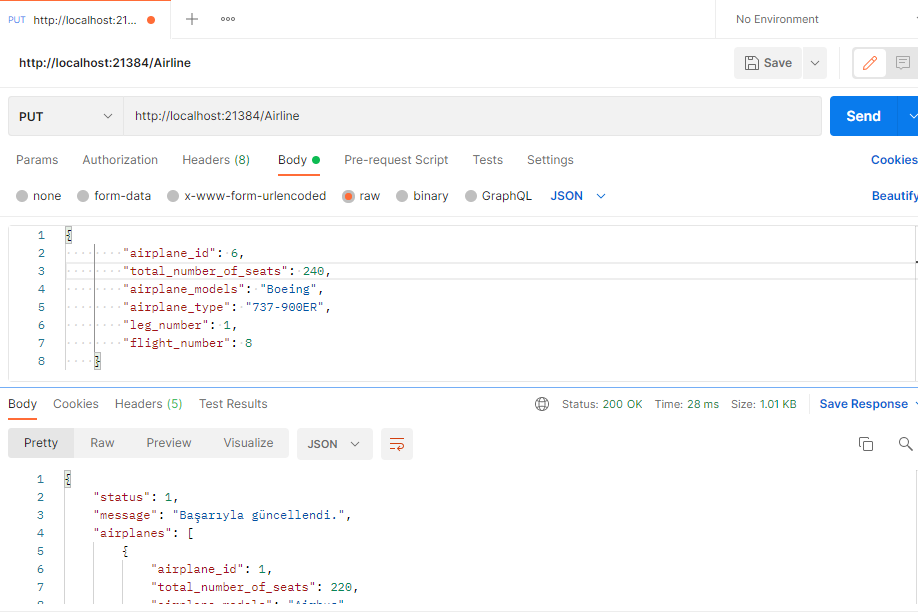 PUT http://localhost:21...
No Environment
http://localhost:21384/Airline
Save
PUT
http://localhost:21384/Airline
Send
Params Authorization Headers (8) Body Pre-request Script Tests Settings Cookies
none form-data x-www-form-urlencoded raw binary GraphQL JSON Beautify
1 {
2 "airplane_id": 6,
3 "total_number_of_seats": 240,
4 "airplane_models": "Boeing",
5 "airplane_type": "737-900ER",
6 "leg_number": 1,
7 "flight_number": 8
8 }
Body Cookies Headers (5) Test Results Status: 200 OK Time: 28 ms Size: 1.01 KB Save Response
Pretty Raw Preview Visualize JSON
1 {
2 "status": 1,
3 "message": "Başarıyla güncellendi.",
4 "airplanes": [
5 {
6 "airplane_id": 1,
7 "total_number_of_seats": 220,
8 "airplane_models": "Airbus",